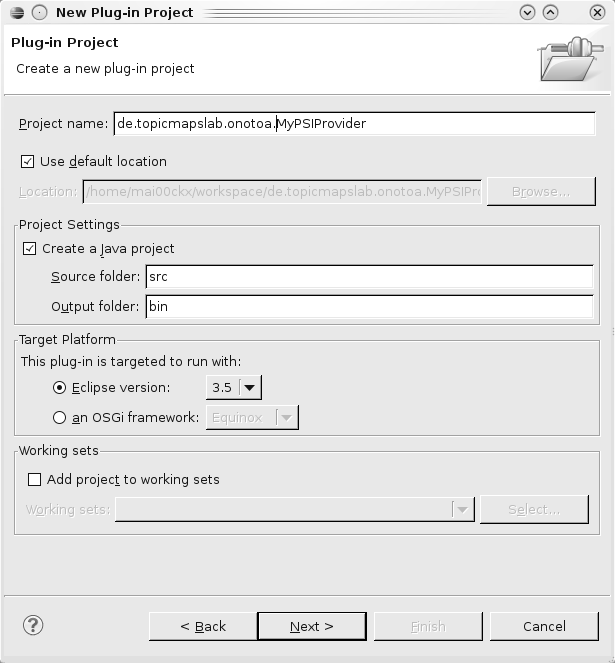 New Plug-in Project
Plug-in Project
Create a new plug-in project
Project name: de.topicmapslab.onotoa.MyPSIProvider
Use default location
Location: /home/mai00ckx/workspace/de.topicmapslab.onotoa.MyPSIPr Browse...
Project Settings
Create a Java project
Source folder: src
Output folder: bin
Target Platform
This plug-in is targeted to run with:
Eclipse version: 3.5
an OSGi framework: Equinox
Working sets
Add project to working sets
Working sets: Select...
? < Back Next > Finish Cancel